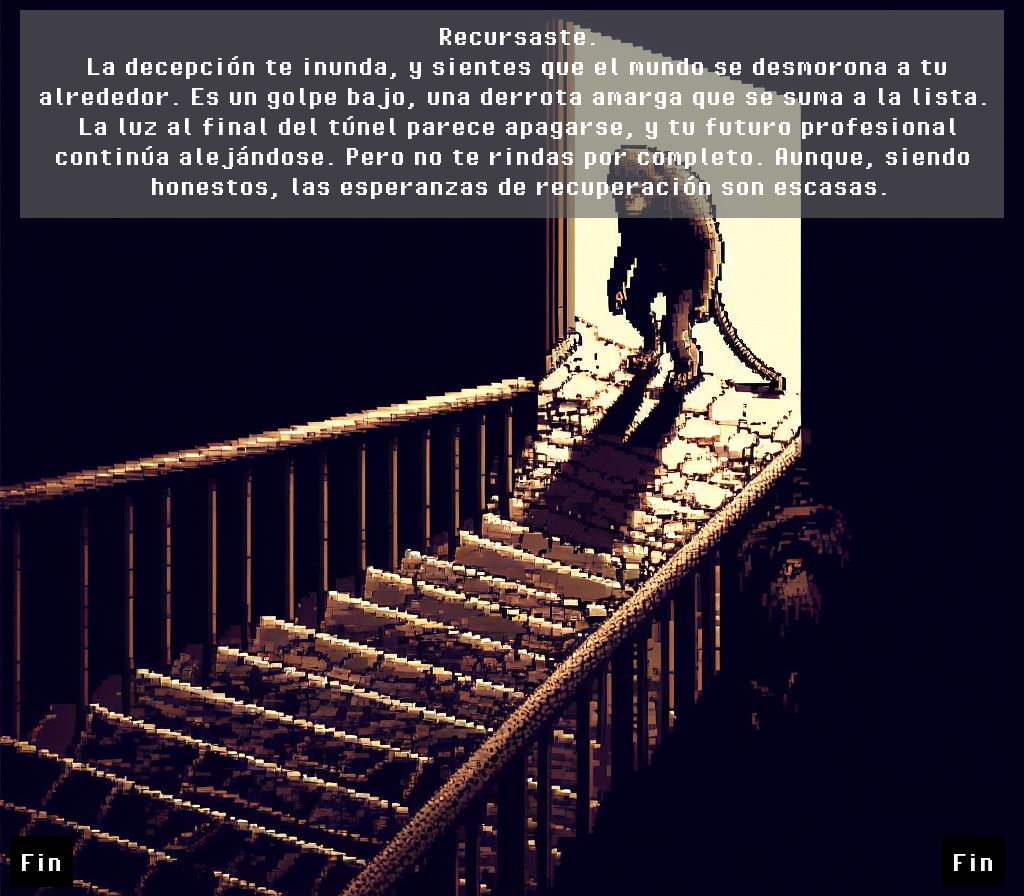 Recursaste.
La decepción te inunda, y sientes que el mundo se desmorona a tu
alrededor. Es un golpe bajo, una derrota amarga que se suma a la lista.
La luz al final del túnel parece apagarse, y tu futuro profesional
continúa alejándose. Pero no te rindas por completo. Aunque, siendo
honestos, las esperanzas de recuperación son escasas.
Fin
Fin